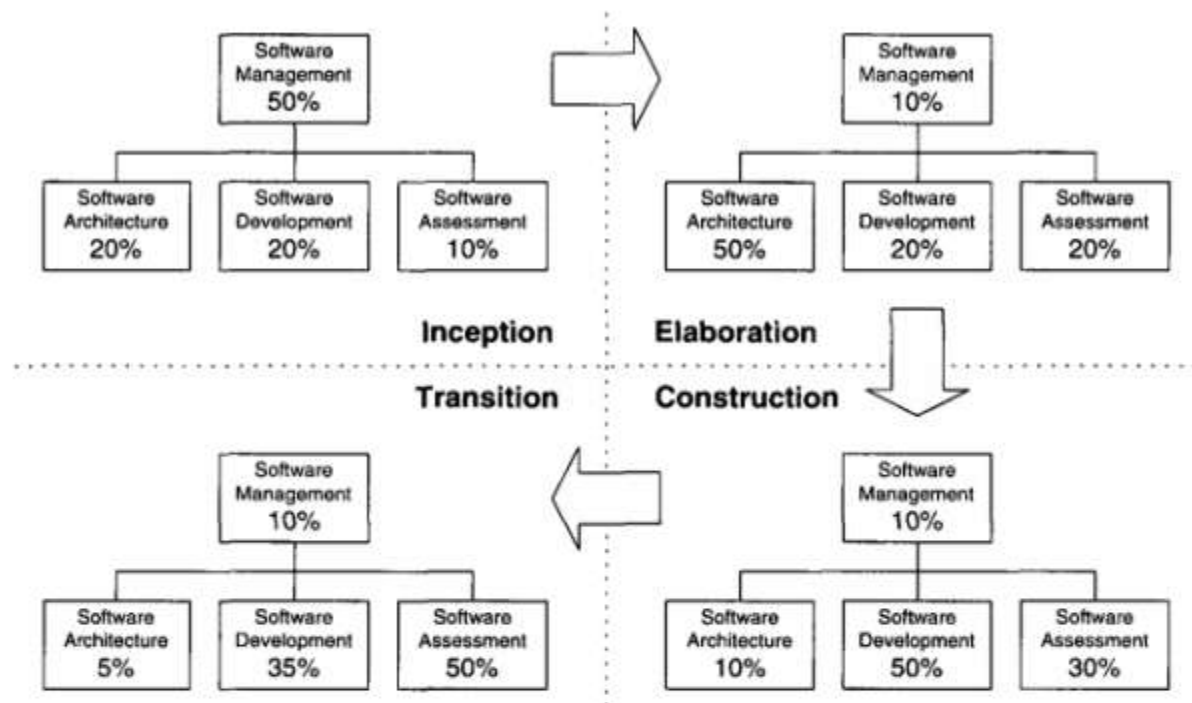 Software
Management
50%
Software
Architecture
20%
Software
Development
20%
Software
Assessment
10%
Inception
Software
Management
10%
Software
Architecture
50%
Software
Development
20%
Software
Assessment
20%
Elaboration
Transition
Software
Management
10%
Software
Architecture
5%
Software
Development
35%
Software
Assessment
50%
Construction
Software
Management
10%
Software
Architecture
10%
Software
Development
50%
Software
Assessment
30%